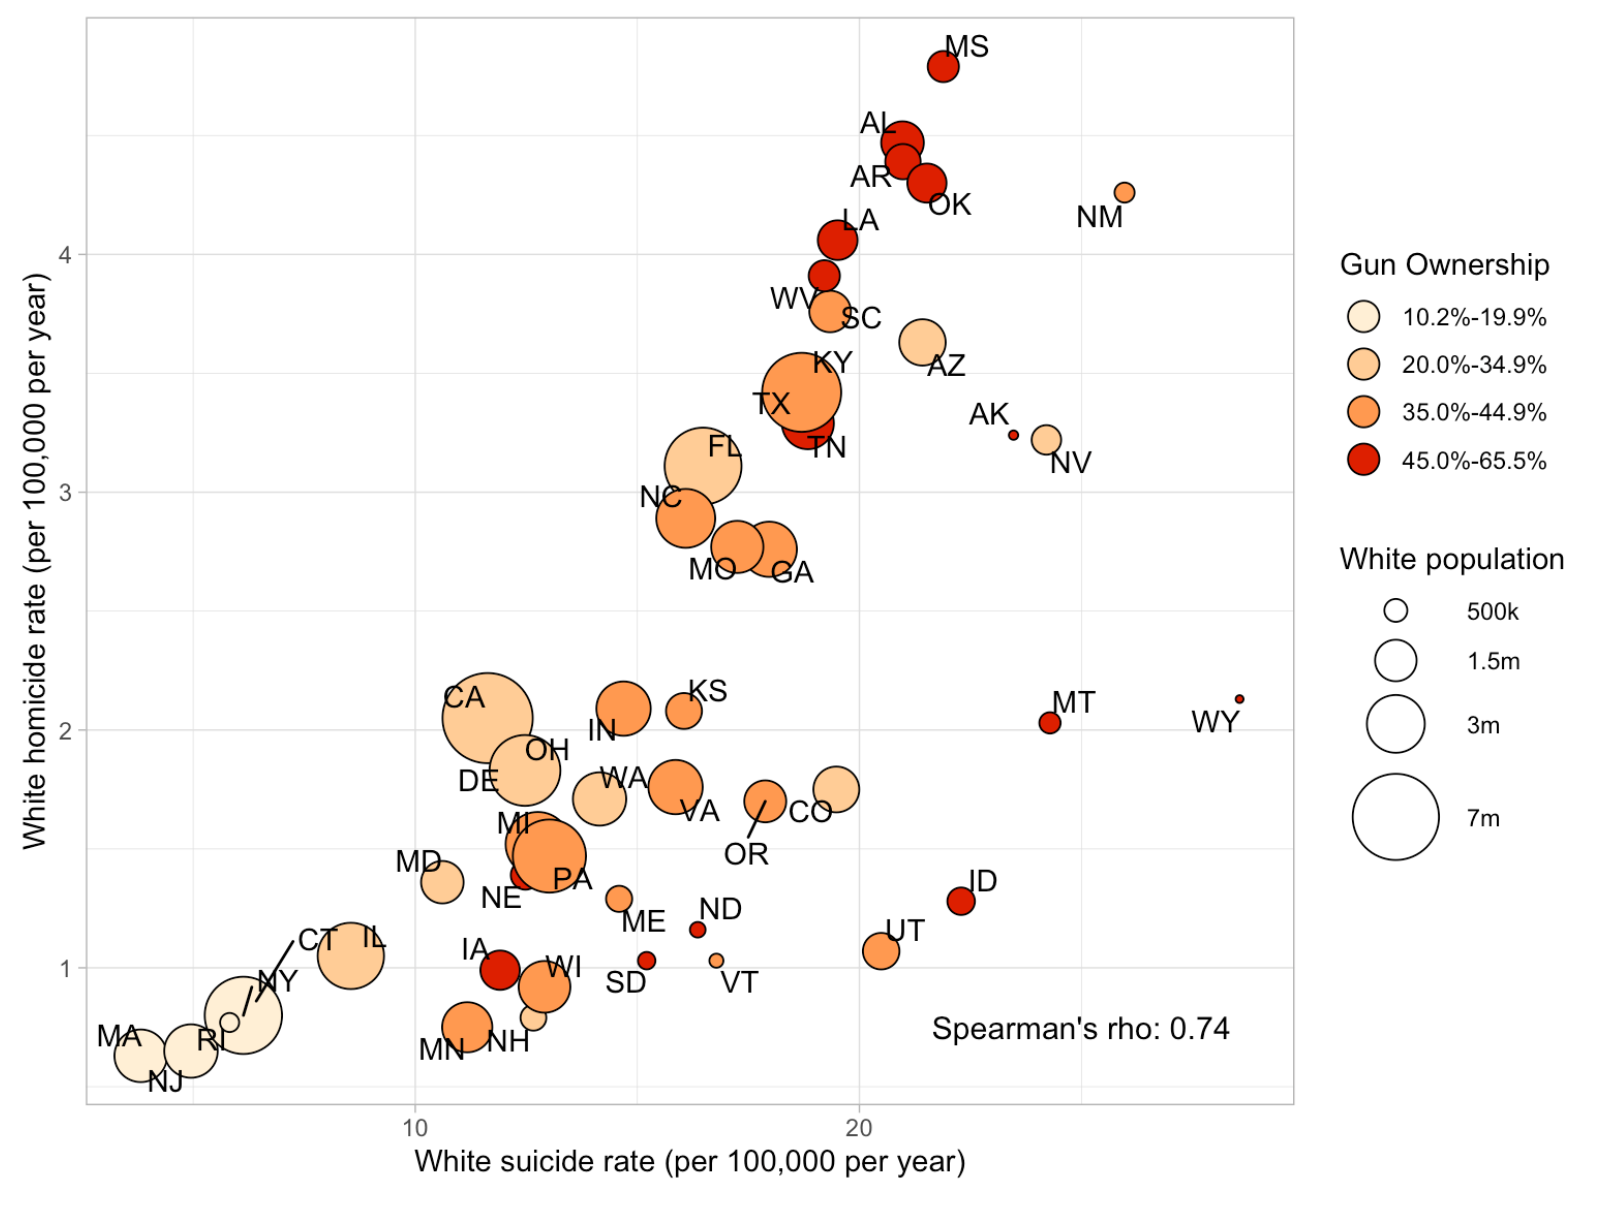 MS
AL
AR
OK
NM
LA
WV
SC
AZ
KY
TX
TN
AK
NV
FL
NC
MO
GA
CA
IN
KS
MT
WY
OH
DE
WA
VA
CO
OR
MI
PA
MD
NE
ME
ND
ID
UT
CT
IL
IA
WI
SD
VT
NY
MA
RI
NJ
MN
NH
Spearman's rho: 0.74
4
3
2
1
10
20
White homicide rate (per 100,000 per year)
White suicide rate (per 100,000 per year)
Gun Ownership
10.2%-19.9%
20.0%-34.9%
35.0%-44.9%
45.0%-65.5%
White population
500k
1.5m
3m
7m